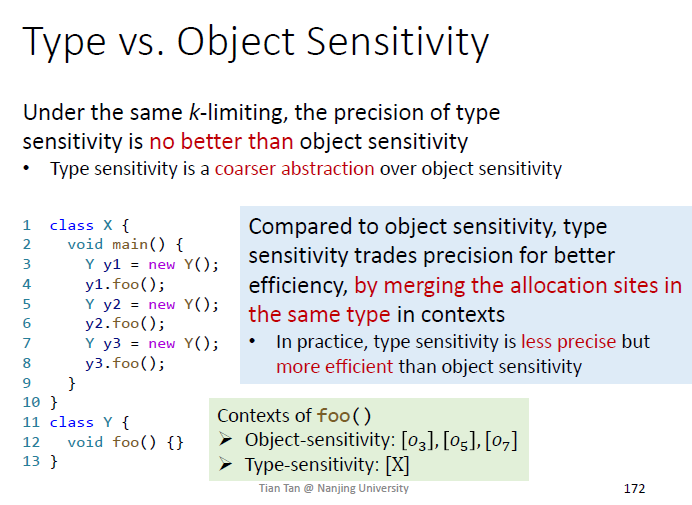 Type vs. Object Sensitivity
Under the same k-limiting, the precision of type
sensitivity is no better than object sensitivity
• Type sensitivity is a coarser abstraction over object sensitivity
1 class X {
2 void main() {
3 Y y1 = new Y();
4 y1.foo();
5 Y y2 = new Y();
6 y2.foo();
7 Y y3 = new Y();
8 y3.foo();
9 }
10 }
11 class Y {
12 void foo() {}
13 }
Compared to object sensitivity, type
sensitivity trades precision for better
efficiency, by merging the allocation sites in
the same type in contexts
• In practice, type sensitivity is less precise but
more efficient than object sensitivity
Contexts of foo()
➢ Object-sensitivity: [o₃], [o₅], [o₇]
➢ Type-sensitivity: [X]
Tian Tan @ Nanjing University
172